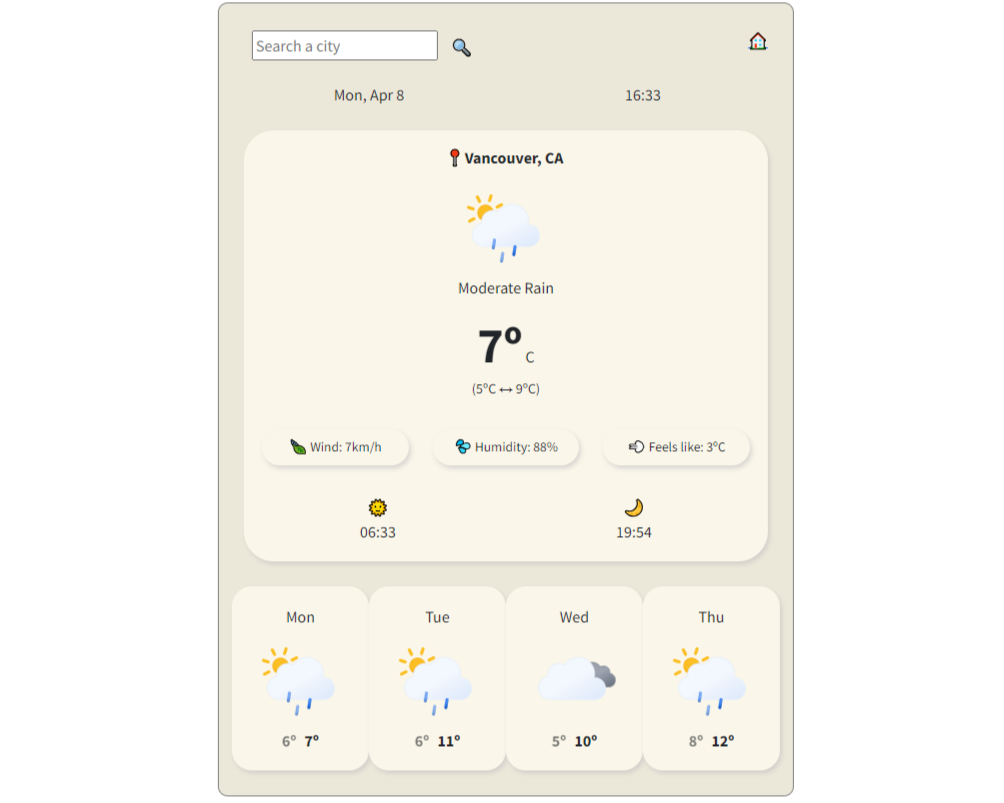 Search a city
Mon, Apr 8 16:33
Vancouver, CA
Moderate Rain
7° C
(5°C ↔ 9°C)
Wind: 7km/h Humidity: 88% Feels like: 3°C
06:33 19:54
Mon Tue Wed Thu
6° 7° 6° 11° 5° 10° 8° 12°